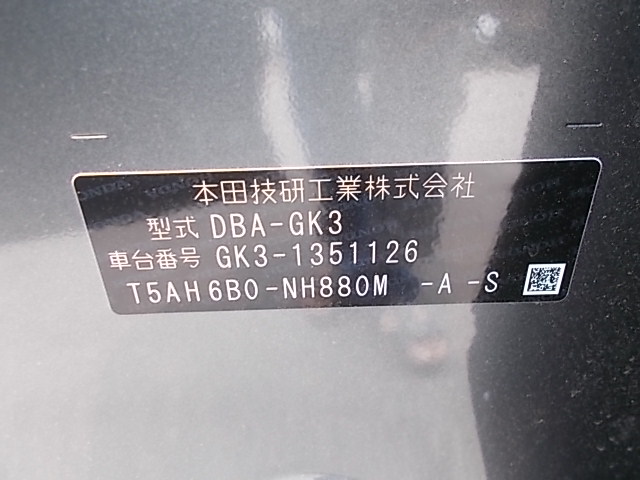 本田技研工業株式会社
型式 DBA-GK3
車台番号 GK3-1351126
T5AH6B0-NH880M -A-S